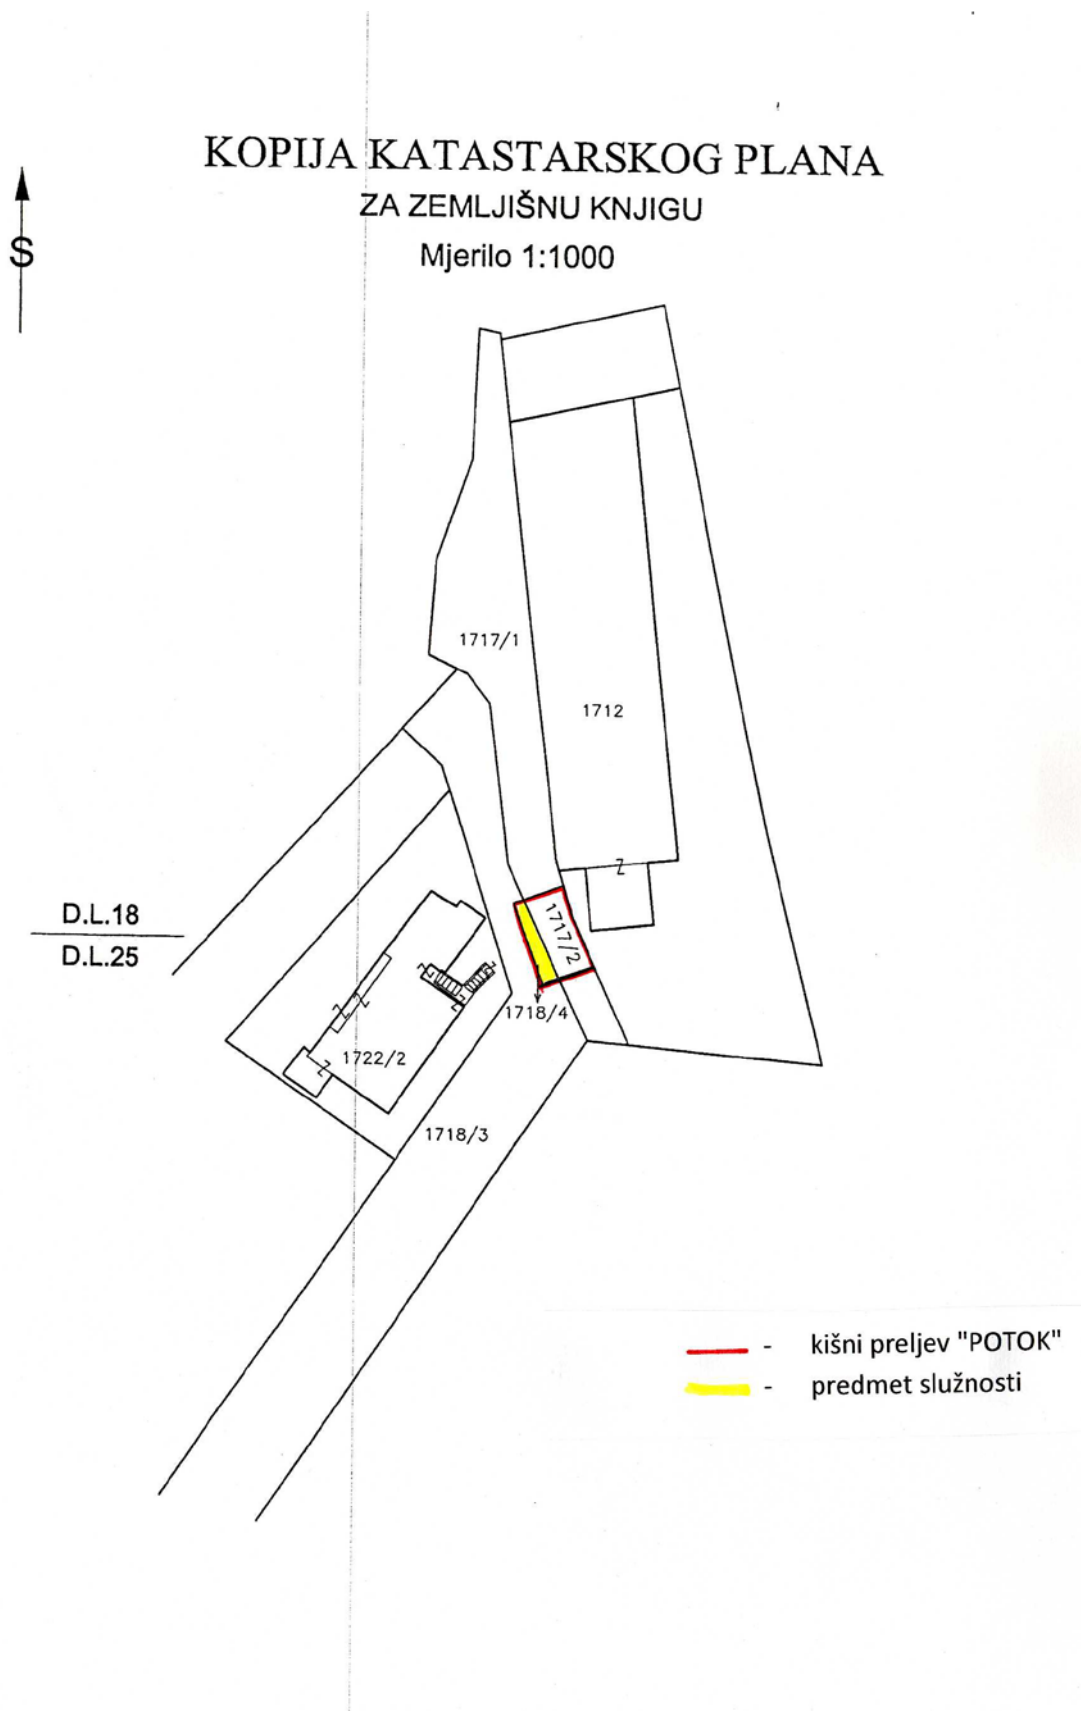 KOPIJA KATASTARSKOG PLANA
ZA ZEMLJIŠNU KNJIGU
Mjerilo 1:1000
S
1717/1
1712
Z
1717/2
D.L.18
D.L.25
Z
Z
Z
Z
Z
1718/4
1722/2
Z
1718/3
- kišni preljev "POTOK"
- predmet služnosti